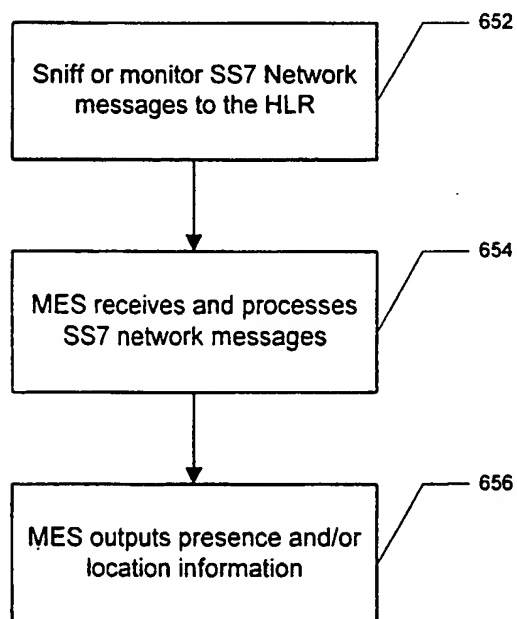 652
Sniff or monitor SS7 Network
messages to the HLR
654
MES receives and processes
SS7 network messages
656
MES outputs presence and/or
location information